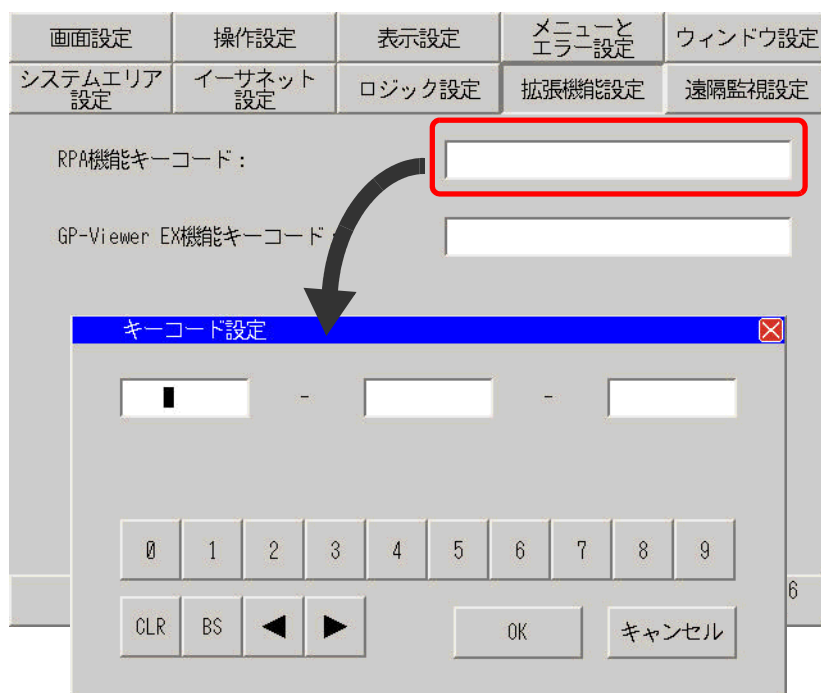 画面設定
操作設定
表示設定
メニューと
エラー設定
ウィンドウ設定
システムエリア
設定
イーサネット
設定
ロジック設定
拡張機能設定
遠隔監視設定
RPA機能キーコード：
GP-Viewer EX機能キーコード：
キーコード設定
- -
0 1 2 3 4 5 6 7 8 9
6
CLR BS ◀ ▶ OK キャンセル